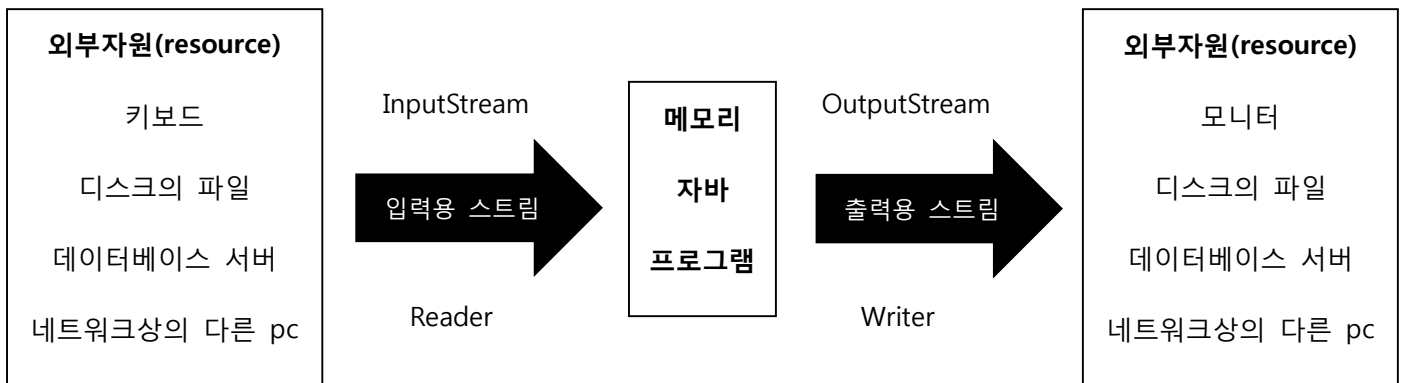 외부자원(resource)
키보드
디스크의 파일
데이터베이스 서버
네트워크상의 다른 pc
InputStream
입력용 스트림
Reader
메모리
자바
프로그램
OutputStream
출력용 스트림
Writer
외부자원(resource)
모니터
디스크의 파일
데이터베이스 서버
네트워크상의 다른 pc